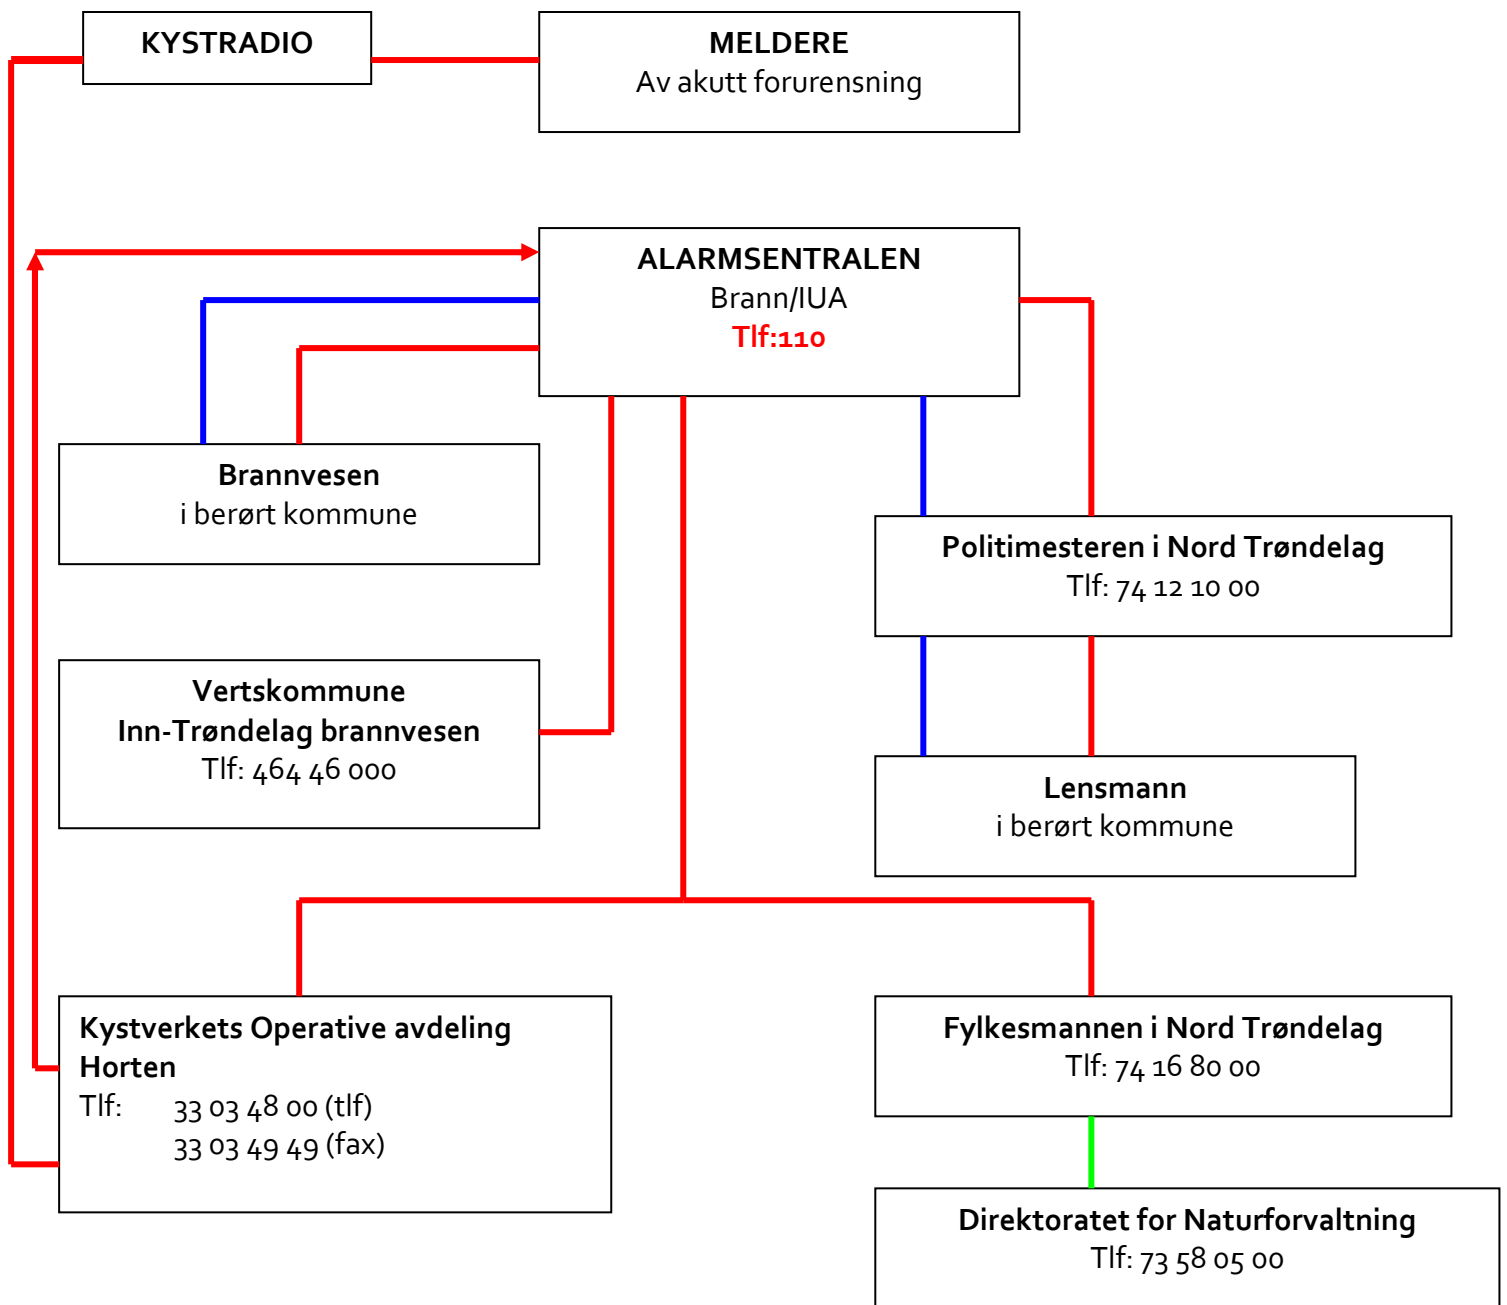 KYSTRADIO
MELDERE
Av akutt forurensning
ALARMSENTRALEN
Brann/IUA
Tlf:110
Brannvesen
i berørt kommune
Politimesteren i Nord Trøndelag
Tlf: 74 12 10 00
Vertskommune
Inn-Trøndelag brannvesen
Tlf: 464 46 000
Lensmann
i berørt kommune
Kystverkets Operative avdeling
Horten
Tlf: 33 03 48 00 (tlf)
33 03 49 49 (fax)
Fylkesmannen i Nord Trøndelag
Tlf: 74 16 80 00
Direktoratet for Naturforvaltning
Tlf: 73 58 05 00